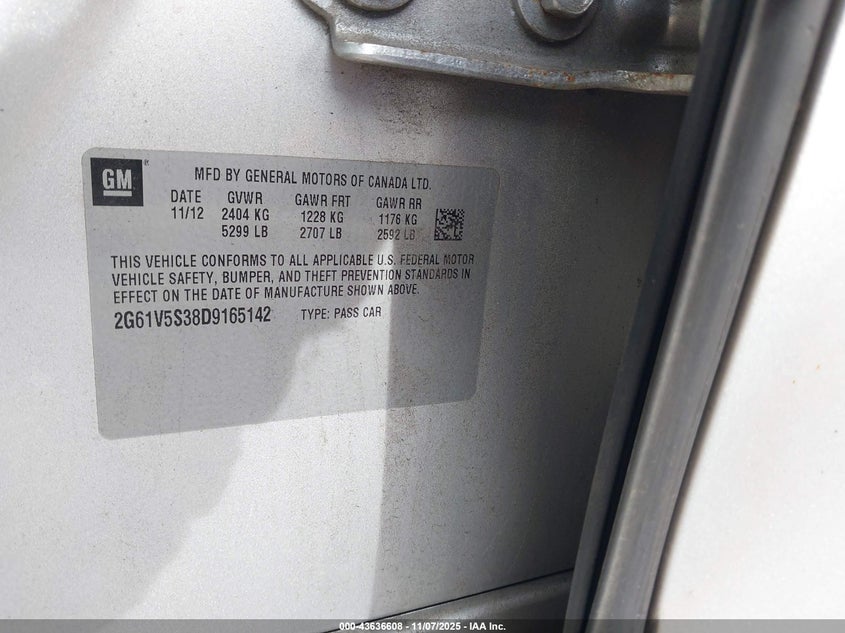 GM
MFD BY GENERAL MOTORS OF CANADA LTD.
DATE GVWR GAWR FRT GAWR RR
11/12 2404 KG 1228 KG 1176 KG
5299 LB 2707 LB 2592 LB
THIS VEHICLE CONFORMS TO ALL APPLICABLE U.S. FEDERAL MOTOR
VEHICLE SAFETY, BUMPER, AND THEFT PREVENTION STANDARDS IN
EFFECT ON THE DATE OF MANUFACTURE SHOWN ABOVE.
2G61V5S38D9165142 TYPE: PASS CAR
000-43636608 - 11/07/2025 - IAA Inc.